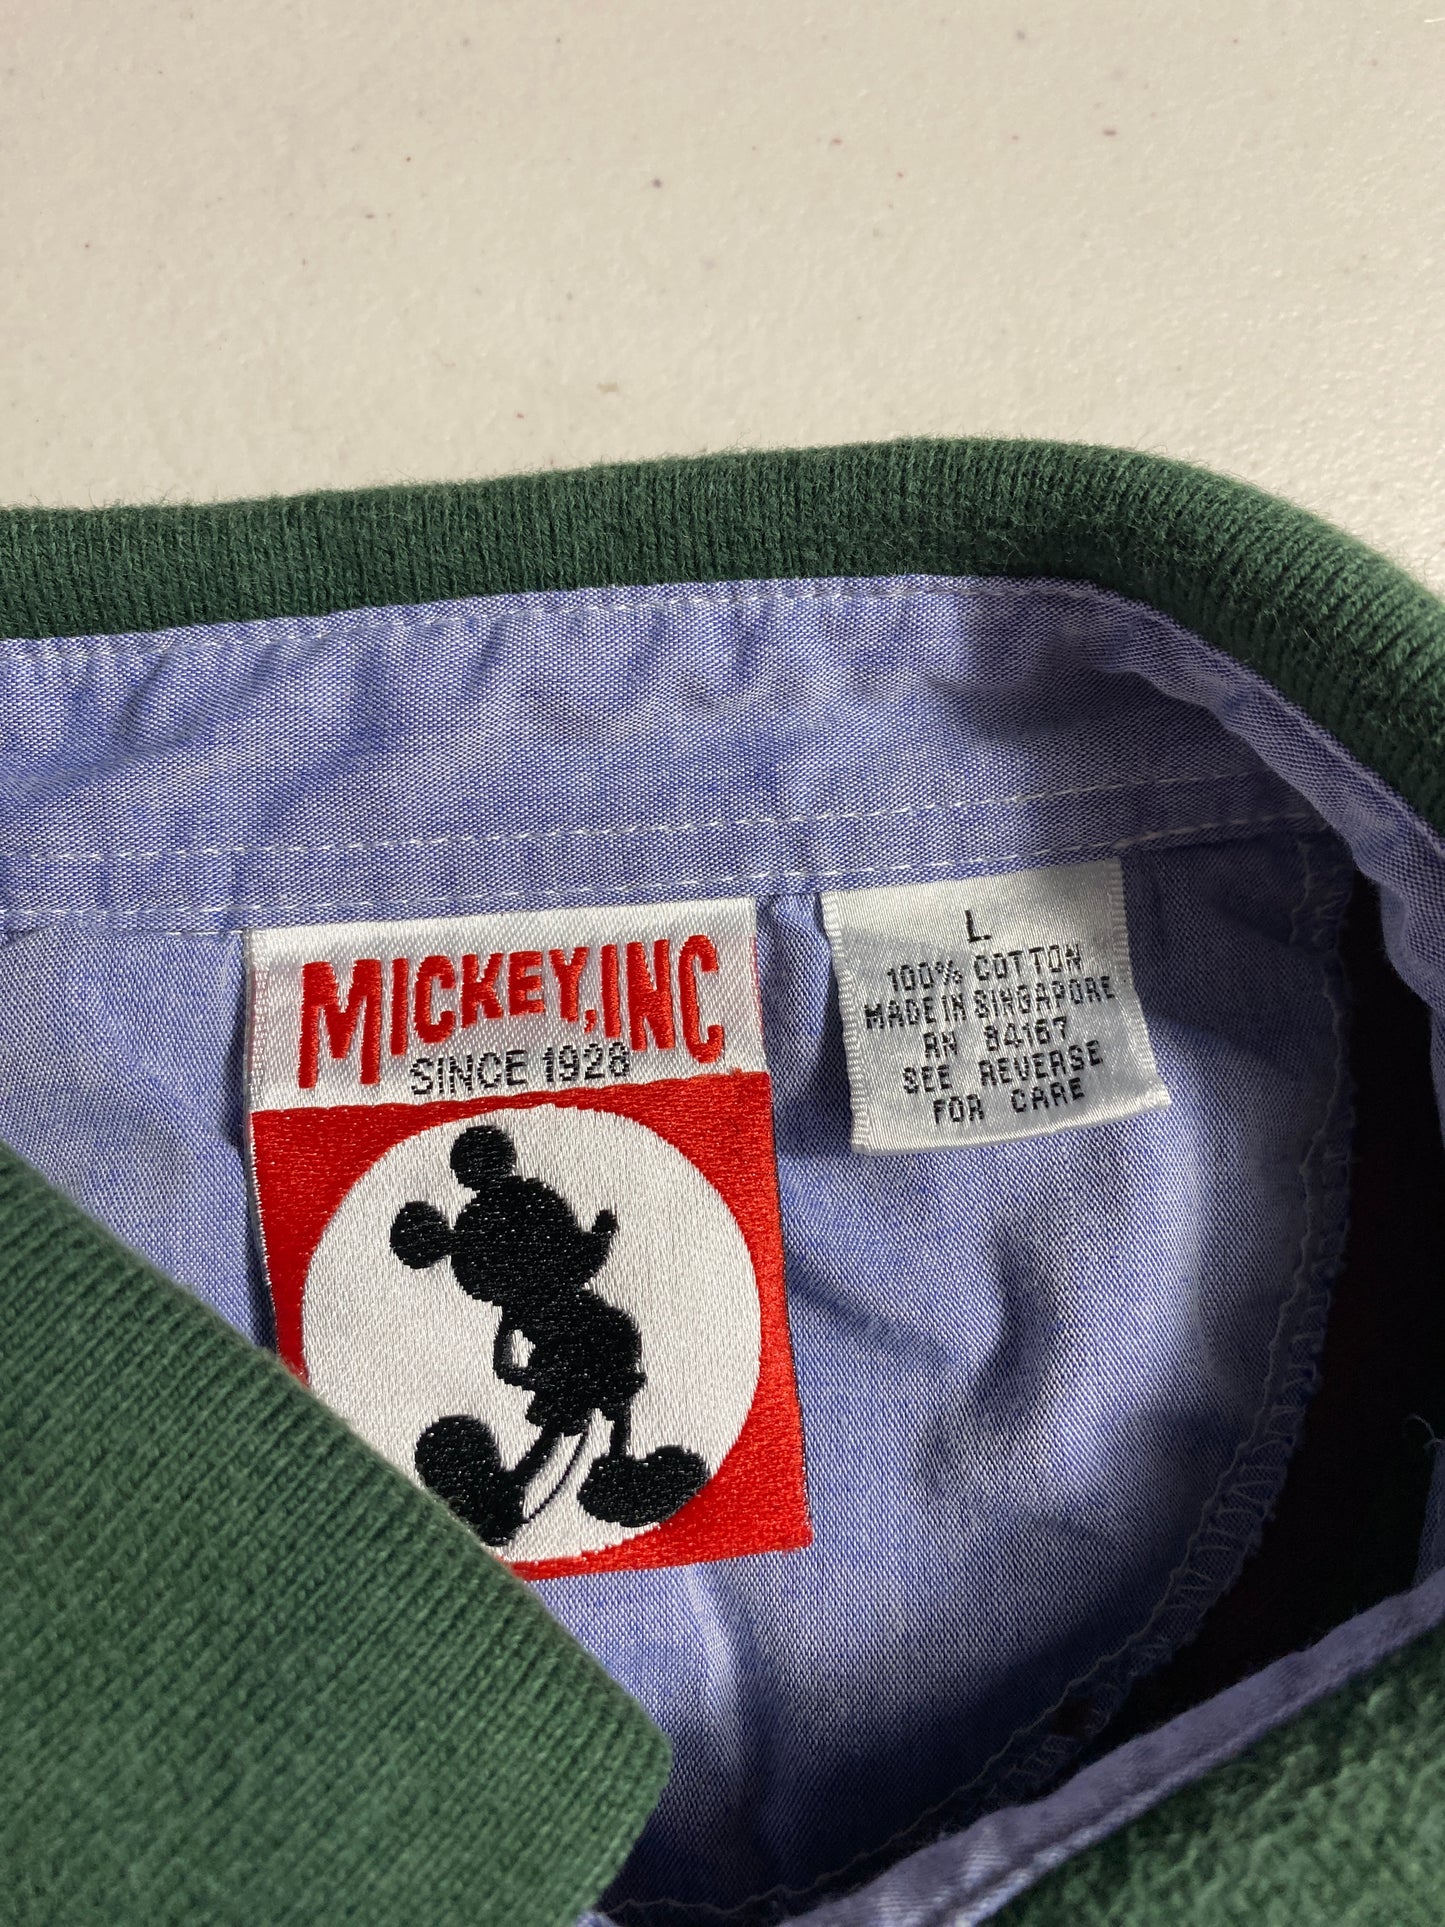 MICKEY, INC
SINCE 1928
L
100% COTTON
MADE IN SINGAPORE
RN 84167
SEE REVERSE
FOR CARE